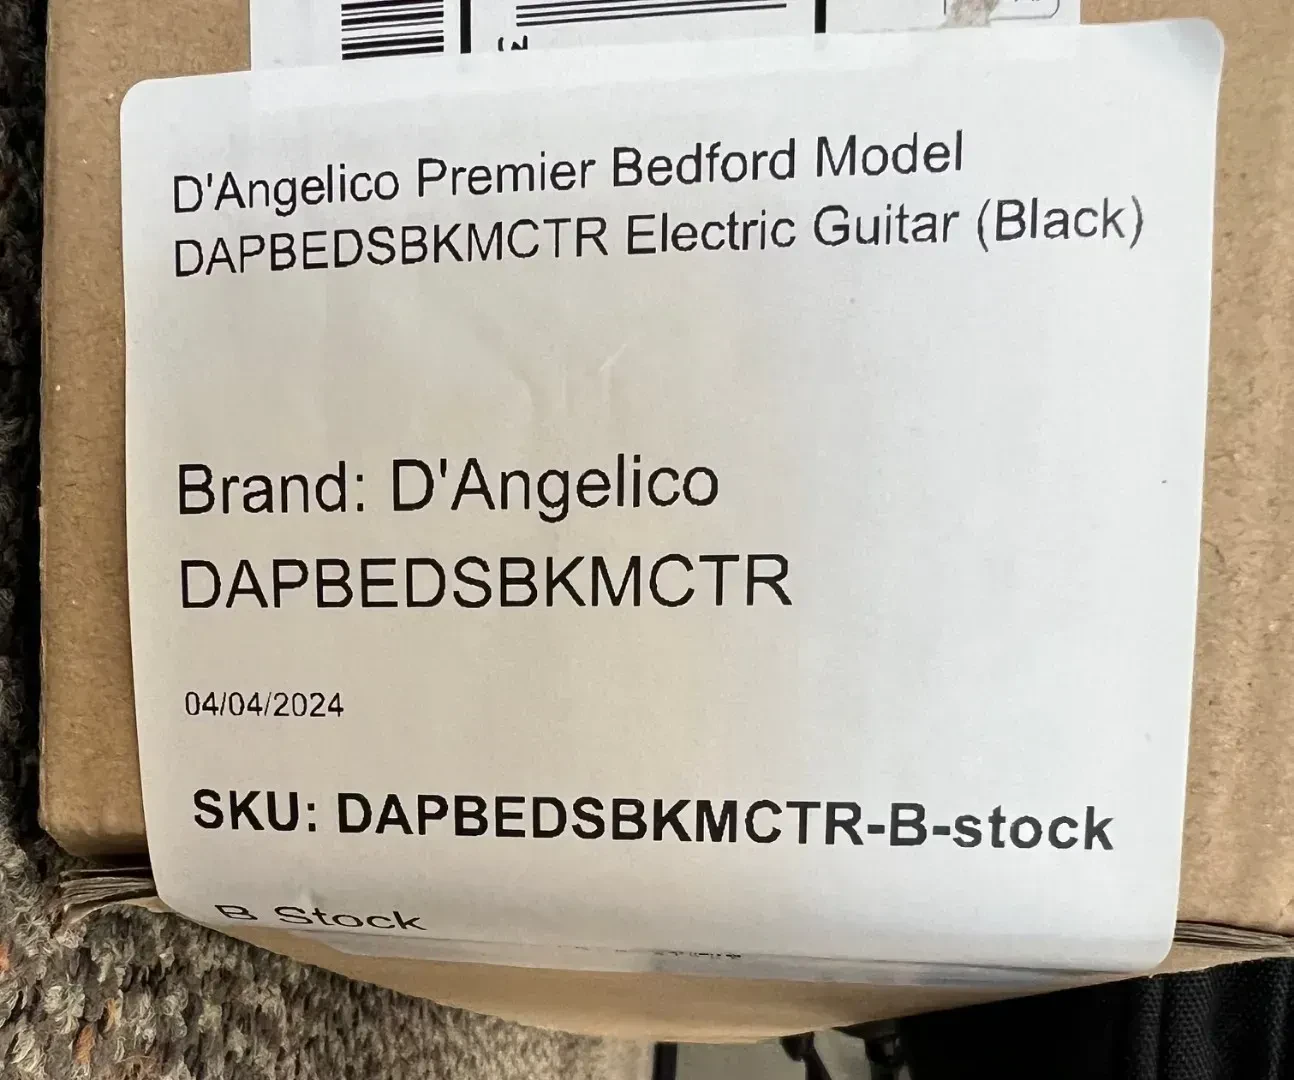 D'Angelico Premier Bedford Model
DAPBEDSBKMCTR Electric Guitar (Black)
Brand: D'Angelico
DAPBEDSBKMCTR
04/04/2024
SKU: DAPBEDSBKMCTR-B-stock
B Stock